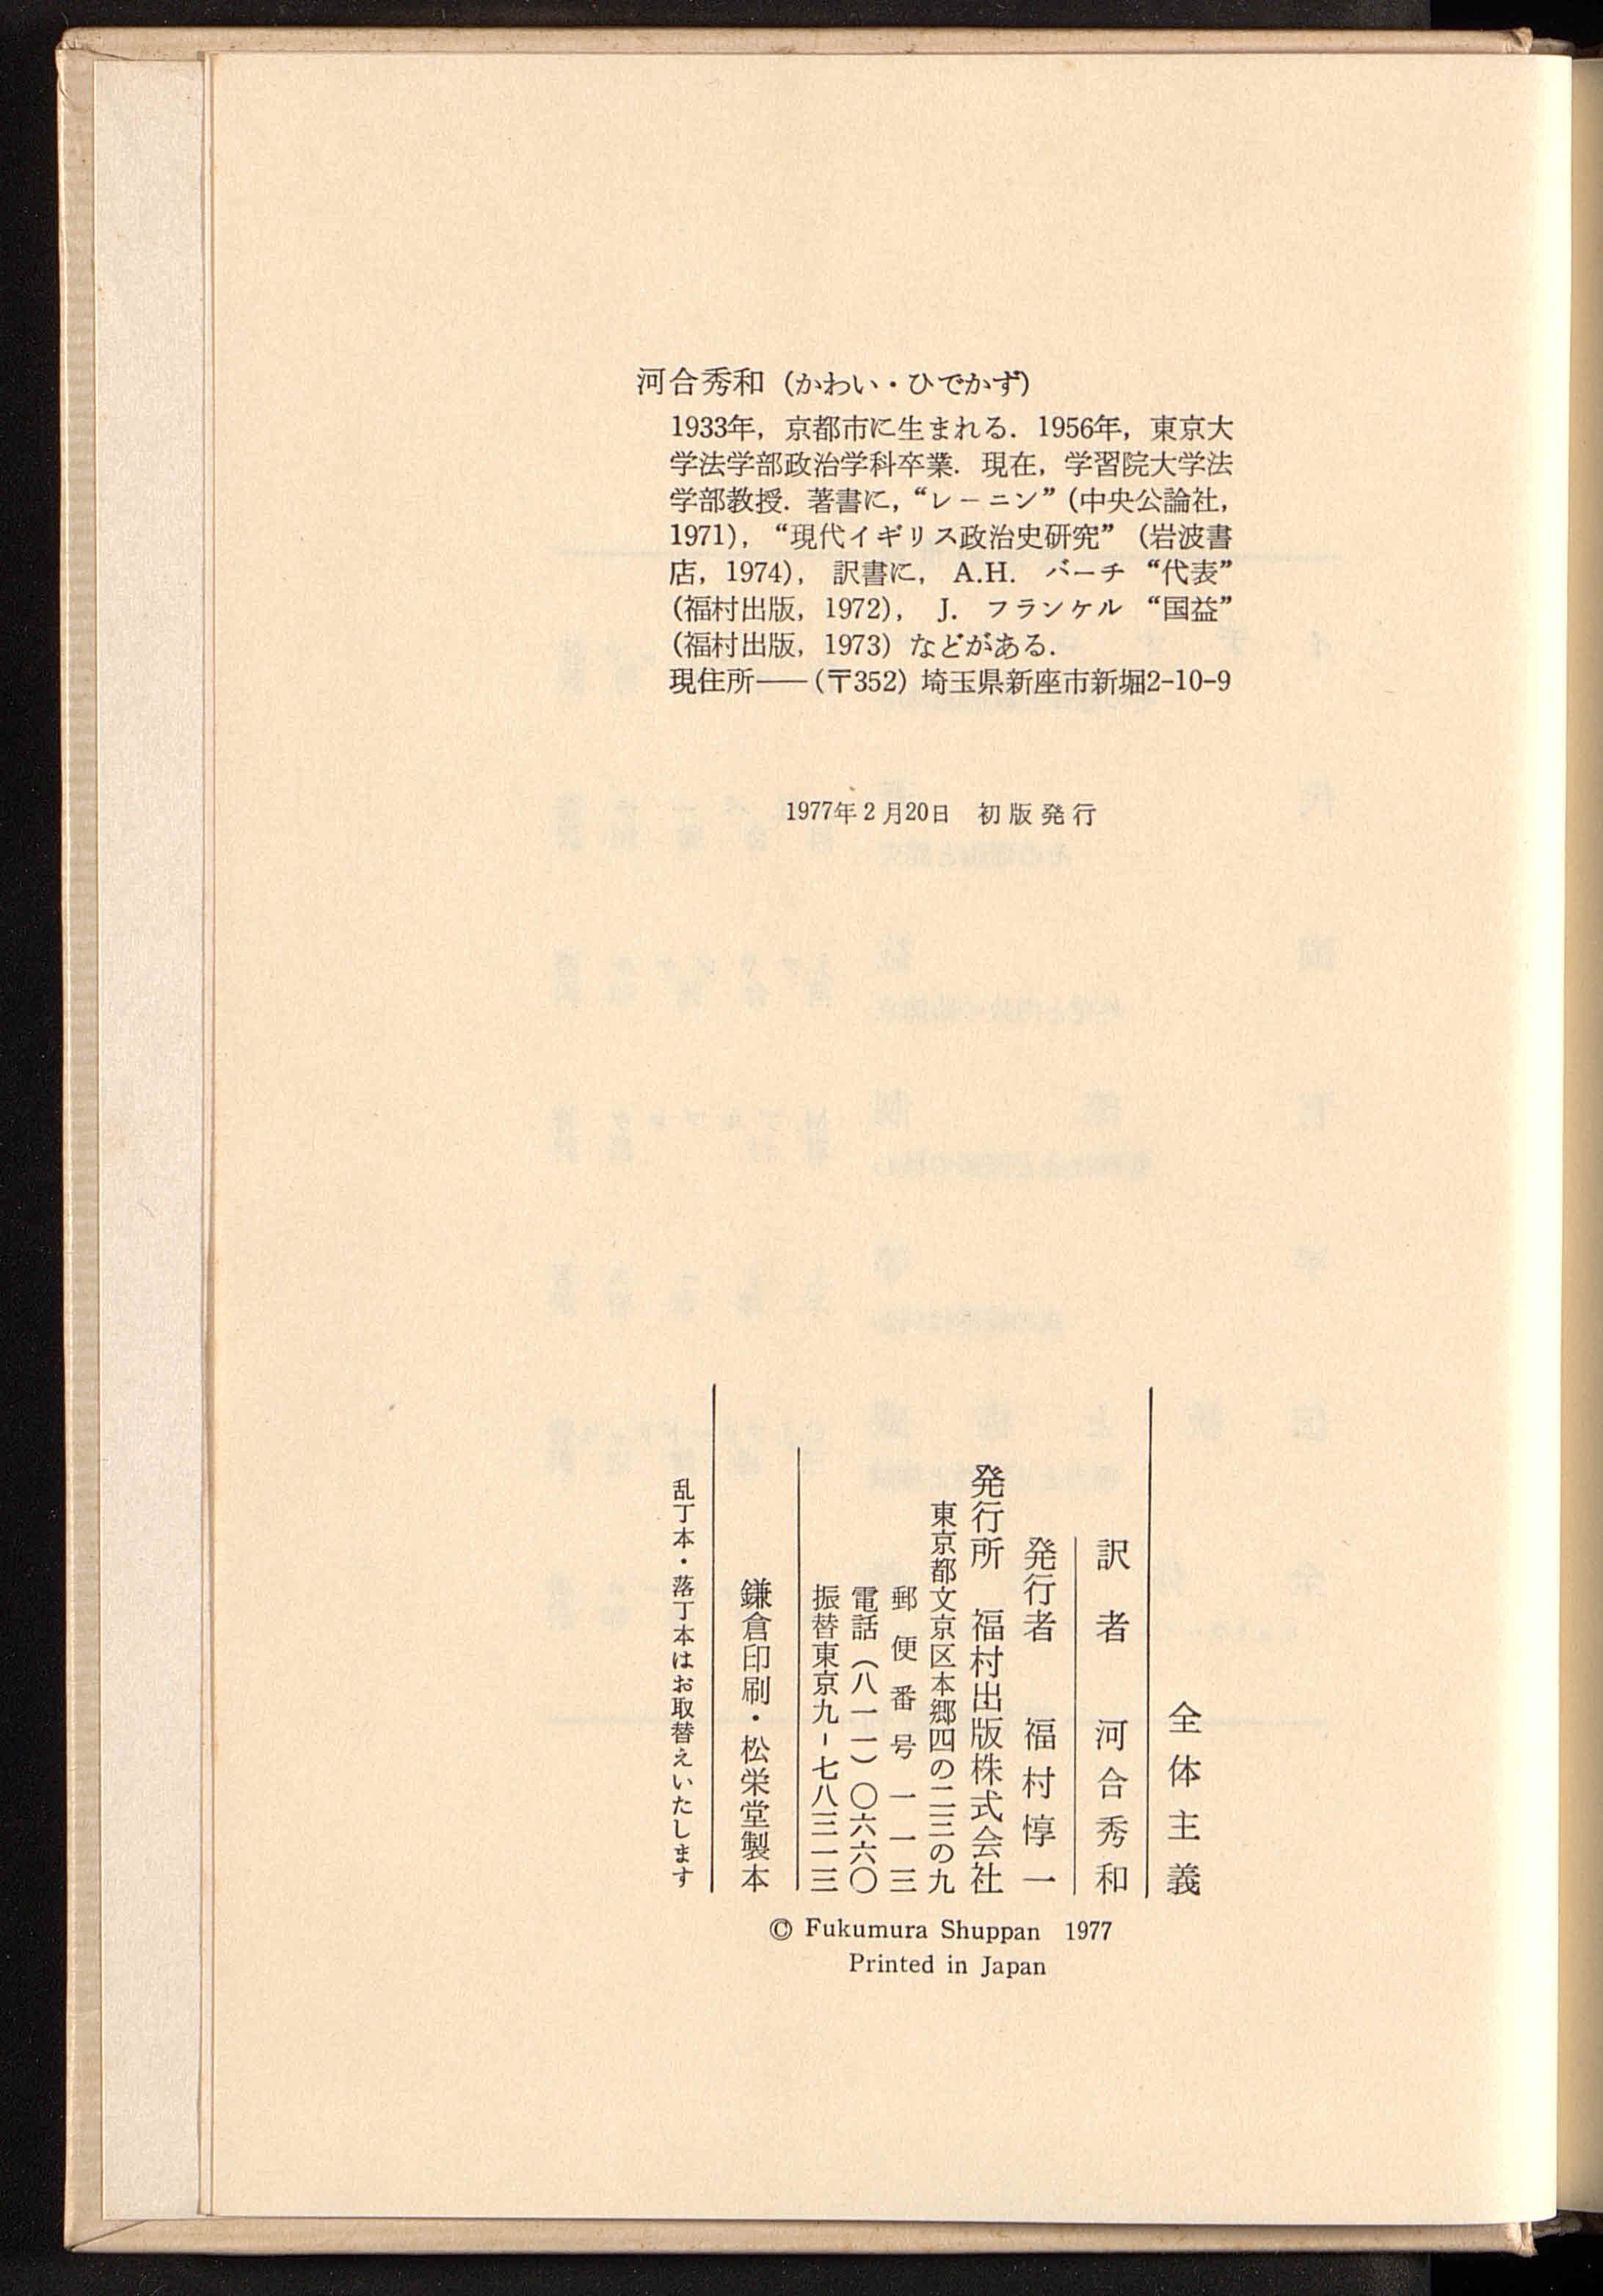 河合秀和（かわい・ひでかず）
1933年，京都市に生まれる．1956年，東京大
学法学部政治学科卒業．現在，学習院大学法
学部教授．著書に，“レーニン”（中央公論社，
1971），“現代イギリス政治史研究”（岩波書
店，1974），訳書に，A.H. バーチ “代表”
（福村出版，1972），J. フランケル “国益”
（福村出版，1973）などがある．
現住所――（〒352）埼玉県新座市新堀2-10-9
1977年2月20日 初版発行
全体主義
訳者 河合秀和
発行者 福村惇一
発行所 福村出版株式会社
東京都文京区本郷四の二三の九
郵便番号 一一三
電話（八一一）〇六六〇
振替東京九-七八三一三
鎌倉印刷・松栄堂製本
乱丁本・落丁本はお取替えいたします
© Fukumura Shuppan 1977
Printed in Japan